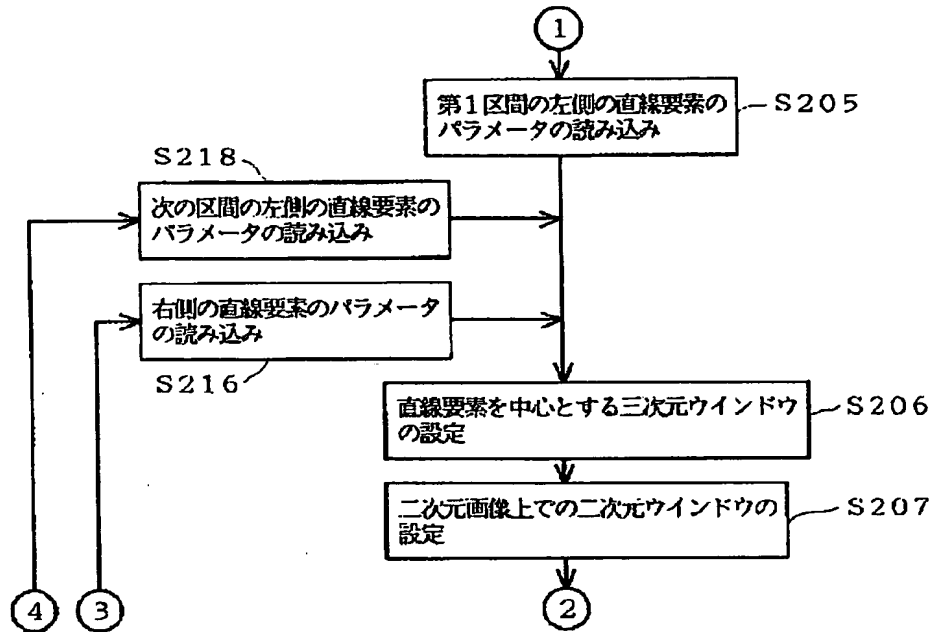 1
第1区間の左側の直線要素の
パラメータの読み込み
S205
S218
次の区間の左側の直線要素の
パラメータの読み込み
右側の直線要素のパラメータ
の読み込み
S216
直線要素を中心とする三次元ウインドウ
の設定
S206
二次元画像上での二次元ウインドウの
設定
S207
4
3
2